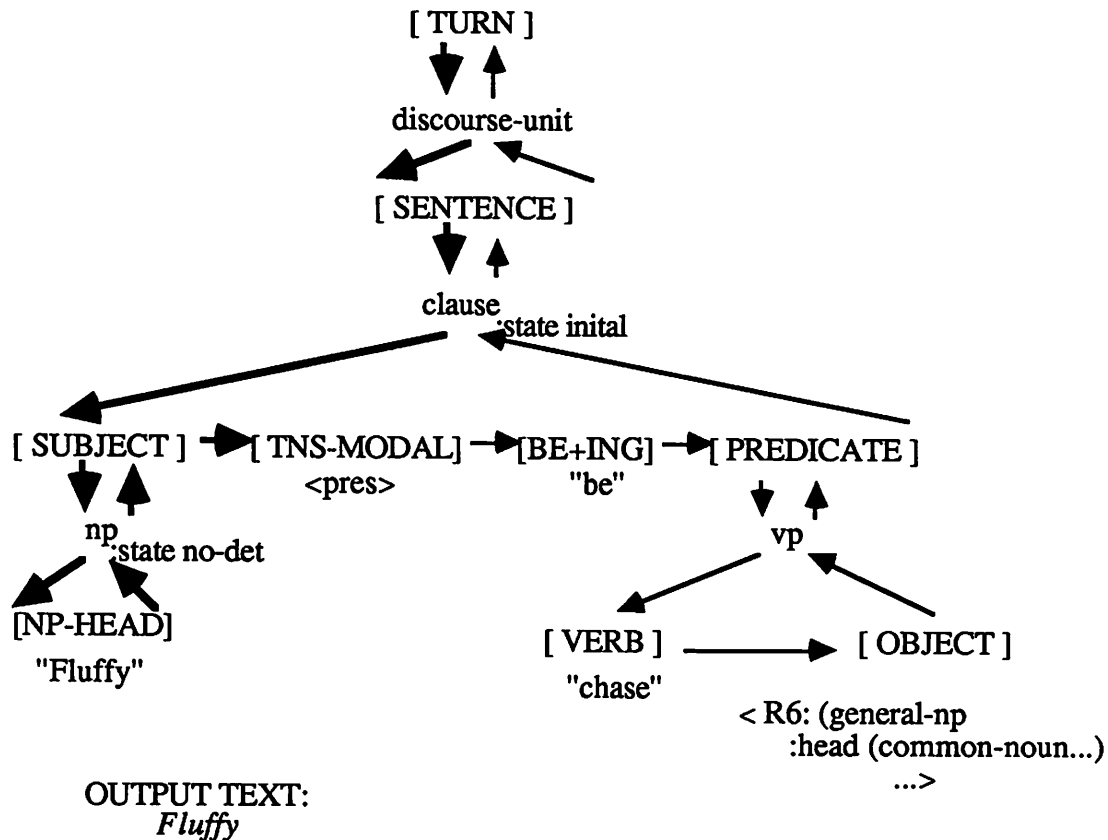 [ TURN ]
discourse-unit
[ SENTENCE ]
clause
:state inital
[ SUBJECT ] [ TNS-MODAL] [BE+ING] [ PREDICATE ]
<pres> "be"
np vp
:state no-det
[NP-HEAD] [ VERB ] [ OBJECT ]
"Fluffy" "chase"
< R6: (general-np
:head (common-noun...)
...>
OUTPUT TEXT:
Fluffy